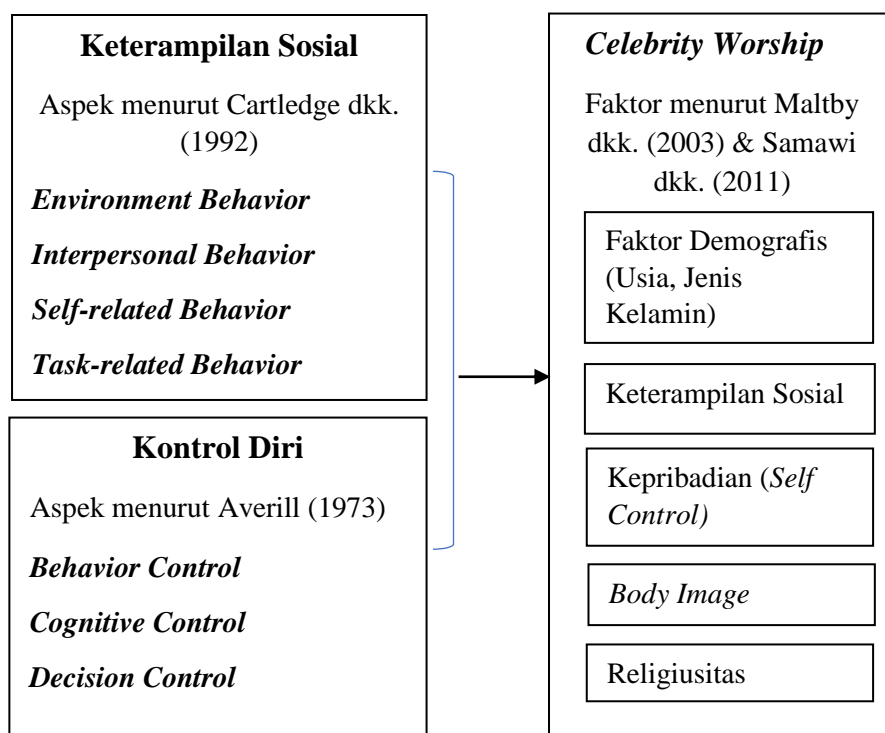 Keterampilan Sosial
Aspek menurut Cartledge dkk.
(1992)
Environment Behavior
Interpersonal Behavior
Self-related Behavior
Task-related Behavior
Kontrol Diri
Aspek menurut Averill (1973)
Behavior Control
Cognitive Control
Decision Control
Celebrity Worship
Faktor menurut Maltby
dkk. (2003) & Samawi
dkk. (2011)
Faktor Demografis
(Usia, Jenis
Kelamin)
Keterampilan Sosial
Kepribadian (Self
Control)
Body Image
Religiusitas